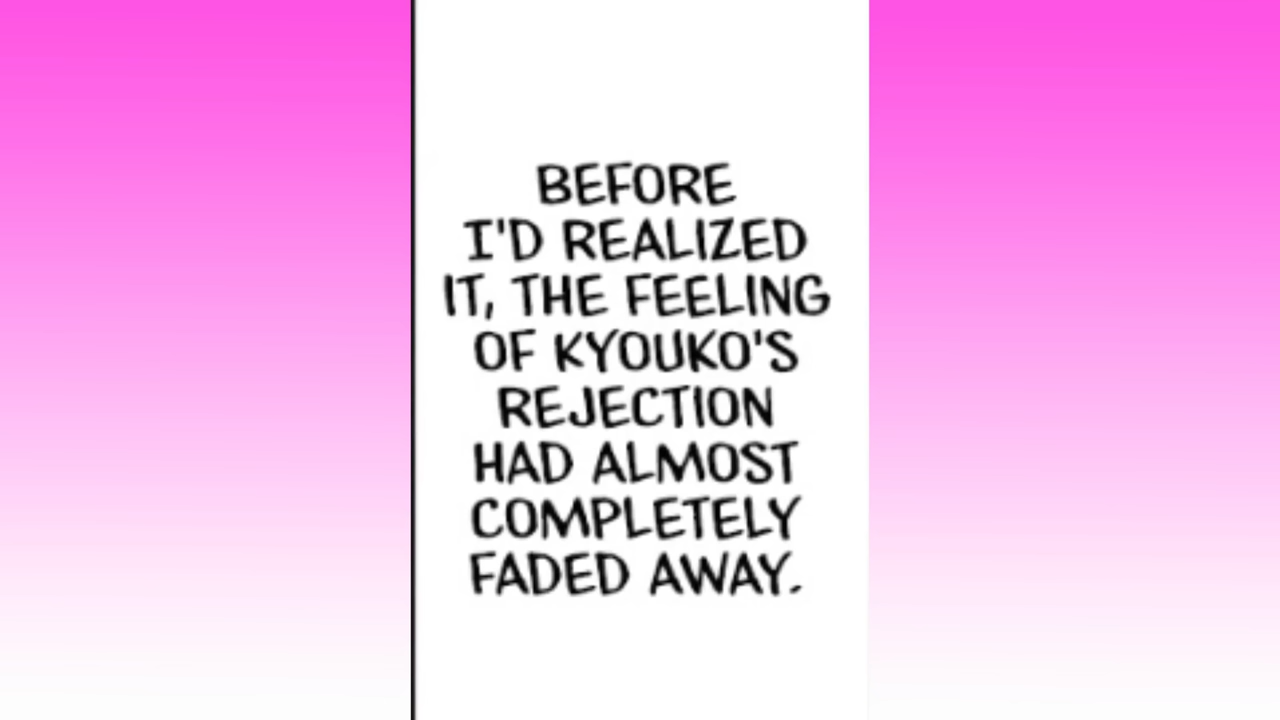 BEFORE
I'D REALIZED
IT, THE FEELING
OF KYOUKO'S
REJECTION
HAD ALMOST
COMPLETELY
FADED AWAY.